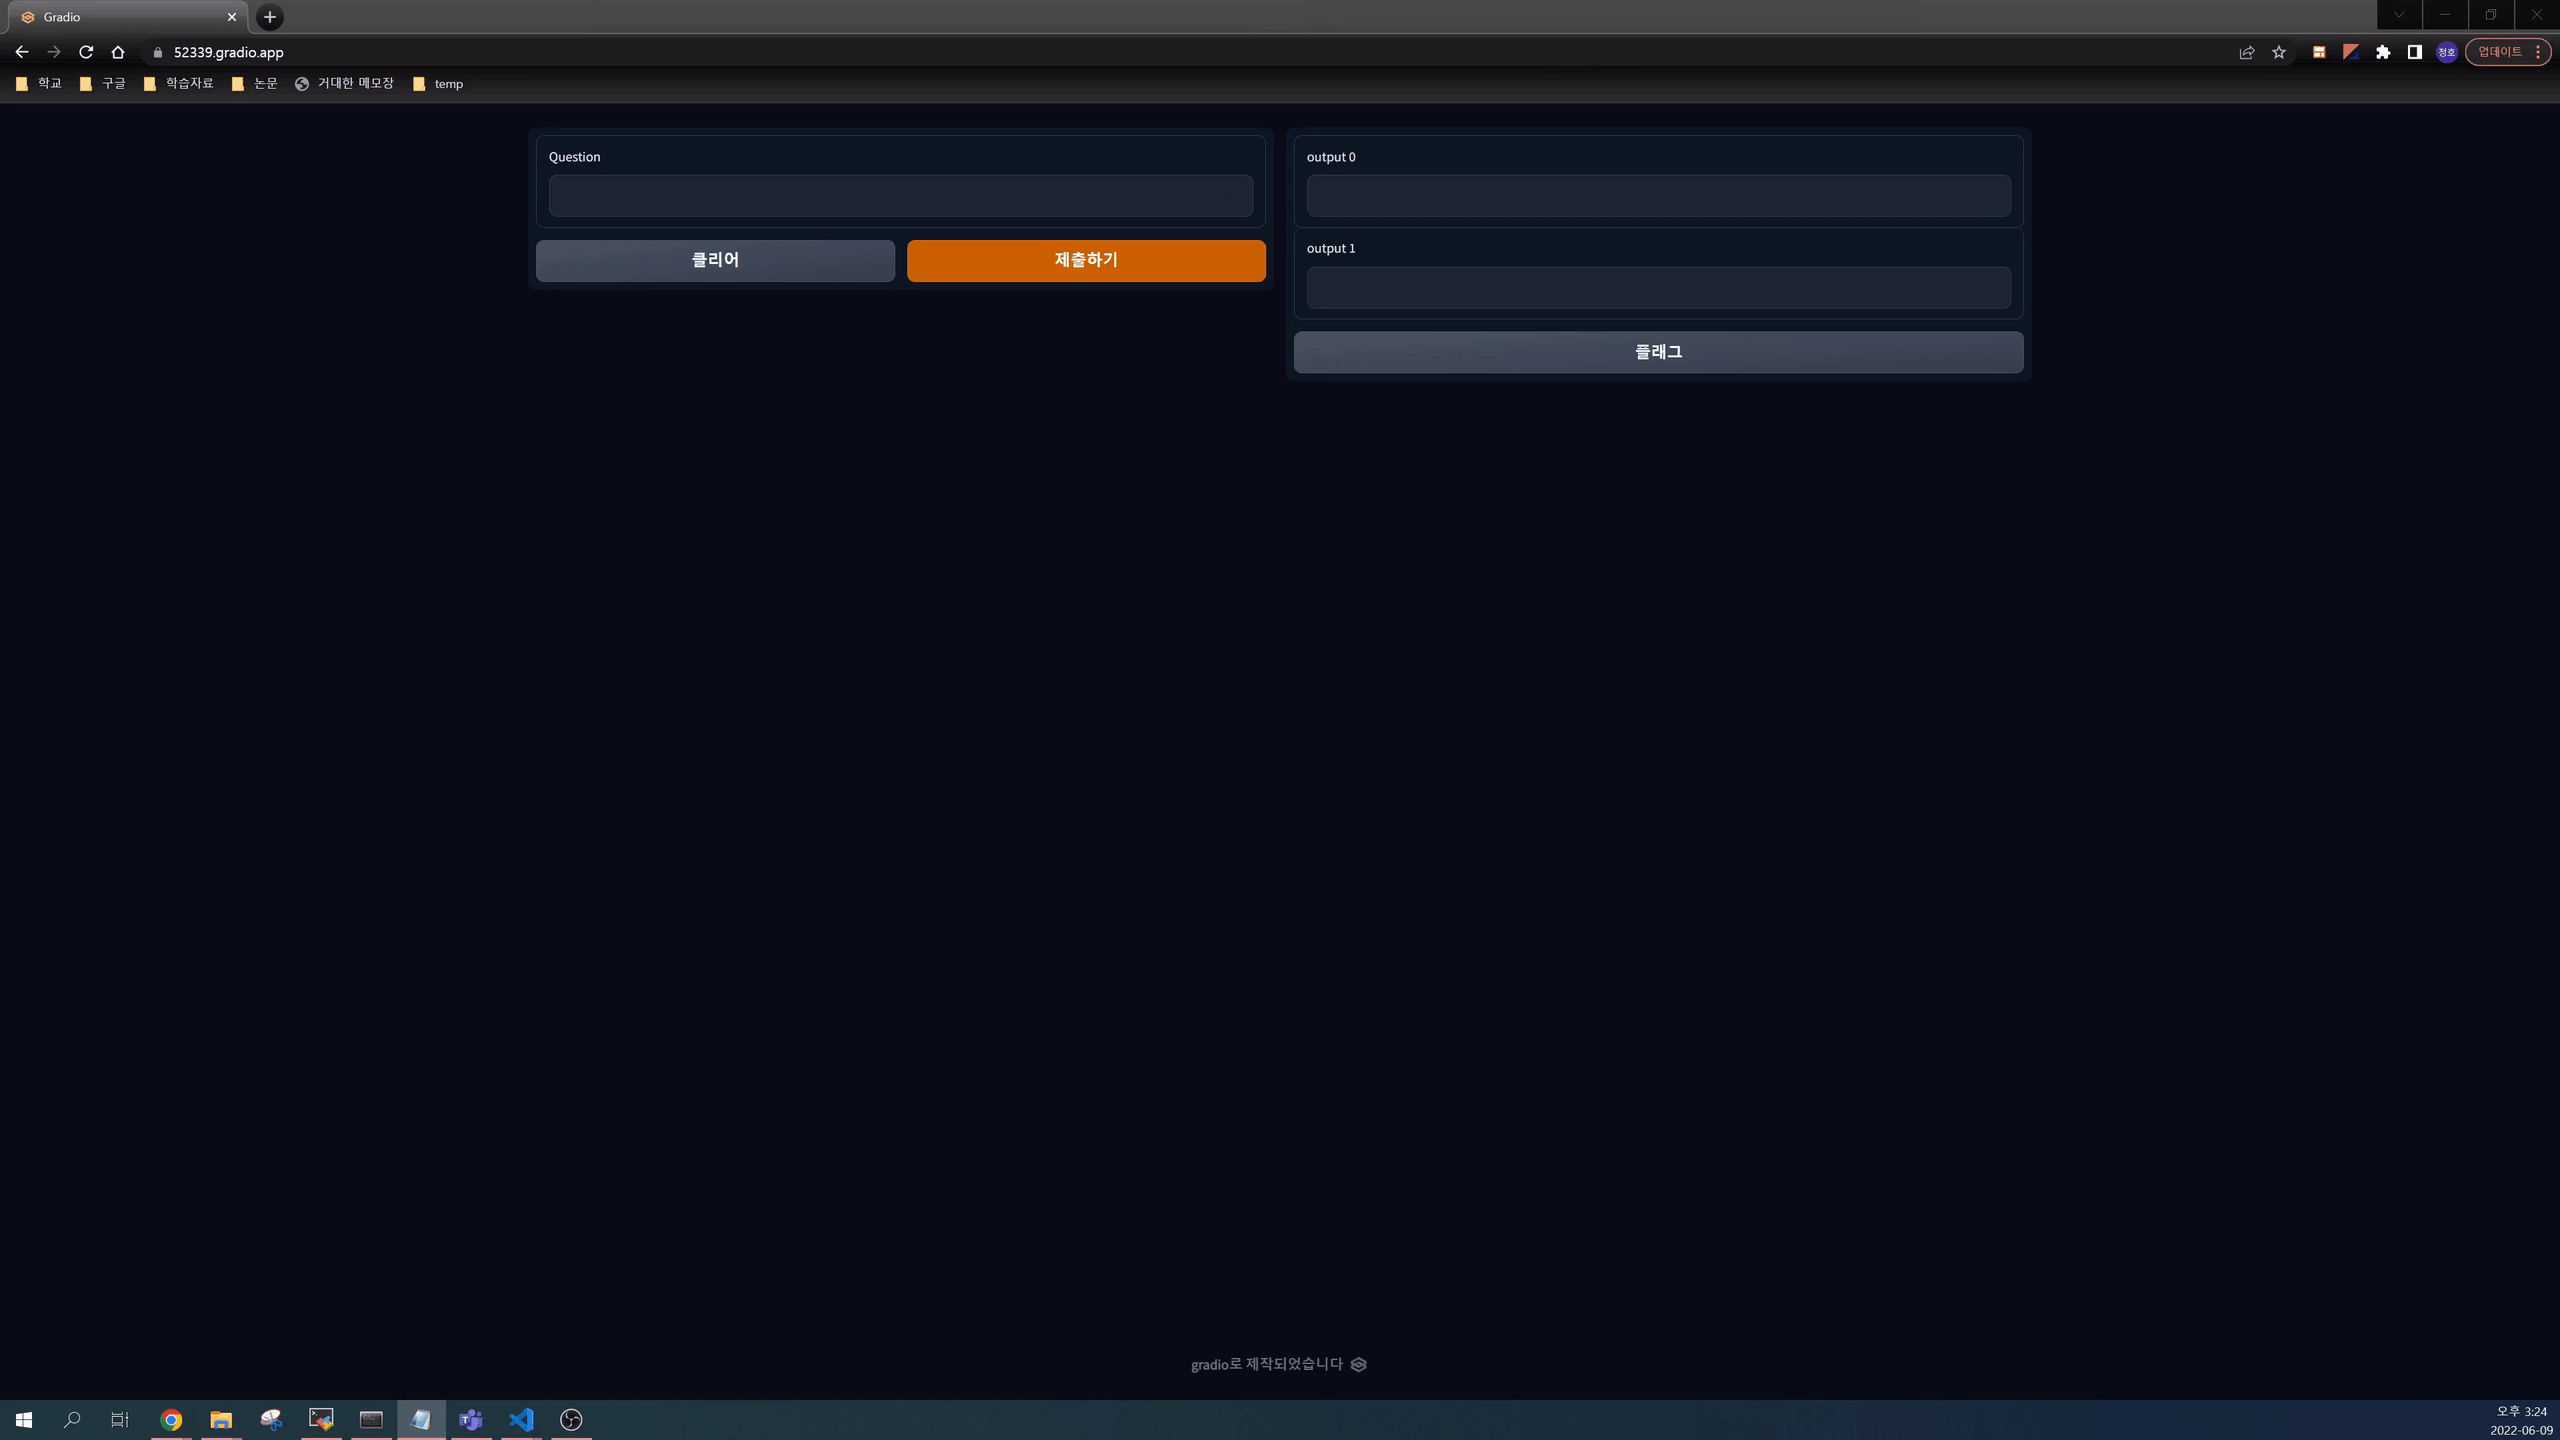 Gradio
52339.gradio.app
정호
업데이트
학교
구글
학습자료
논문
거대한 메모장
temp
Question
클리어
제출하기
output 0
output 1
플래그
gradio로 제작되었습니다
오후 3:24
2022-06-09